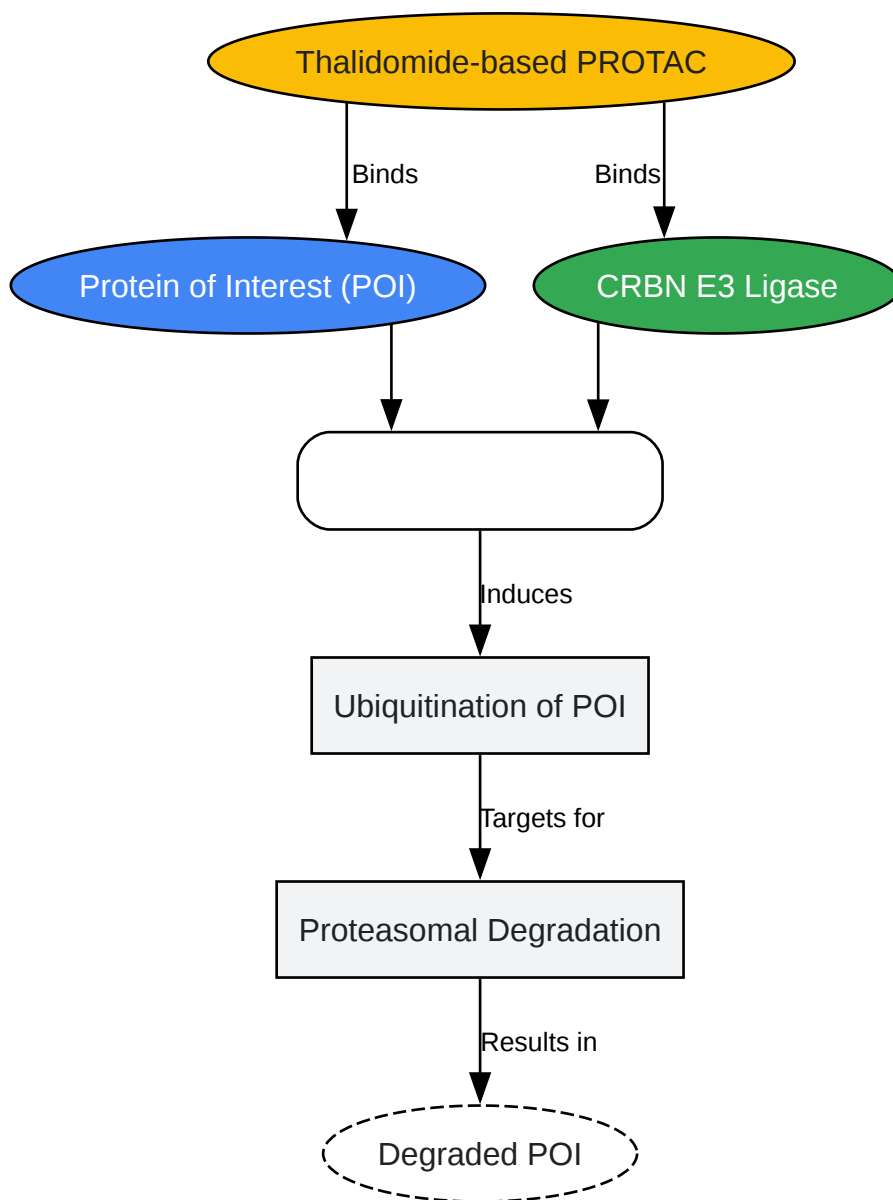 Thalidomide-based PROTAC
Binds
Binds
Protein of Interest (POI)
CRBN E3 Ligase
Induces
Ubiquitination of POI
Targets for
Proteasomal Degradation
Results in
Degraded POI